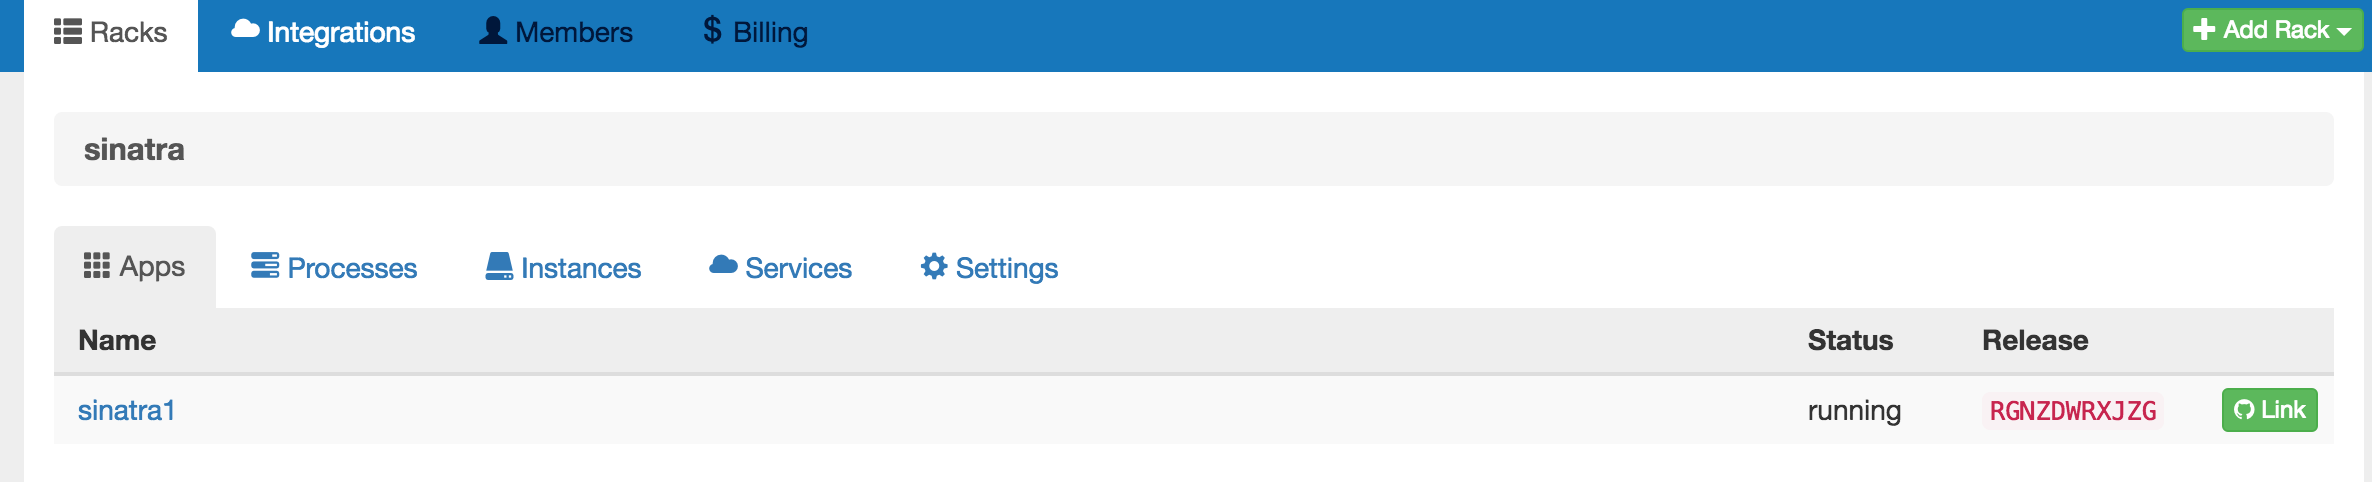 Racks Integrations Members $ Billing Add Rack
sinatra
Apps Processes Instances Services Settings
Name Status Release
sinatra1 running RGNZDWRXJZG Link